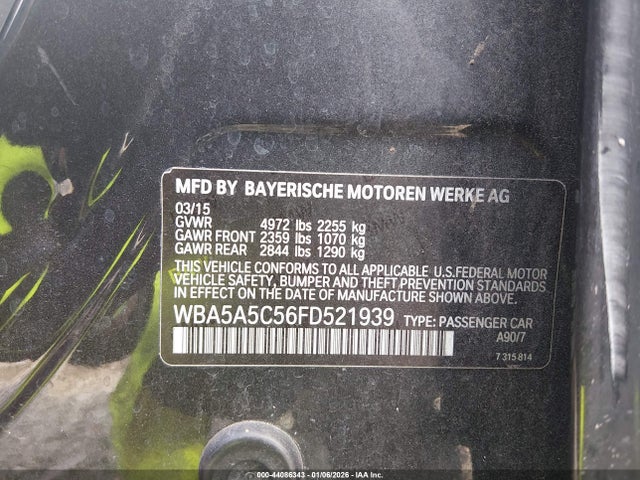 MFD BY BAYERISCHE MOTOREN WERKE AG
03/15
GVWR 4972 lbs 2255 kg
GAWR FRONT 2359 lbs 1070 kg
GAWR REAR 2844 lbs 1290 kg
THIS VEHICLE CONFORMS TO ALL APPLICABLE U.S.FEDERAL MOTOR
VEHICLE SAFETY, BUMPER AND THEFT PREVENTION STANDARDS
IN EFFECT ON THE DATE OF MANUFACTURE SHOWN ABOVE.
WBA5A5C56FD521939 TYPE: PASSENGER CAR
A90/7
7 315 814
000-44086343 | 01/06/2026 - IAA Inc.